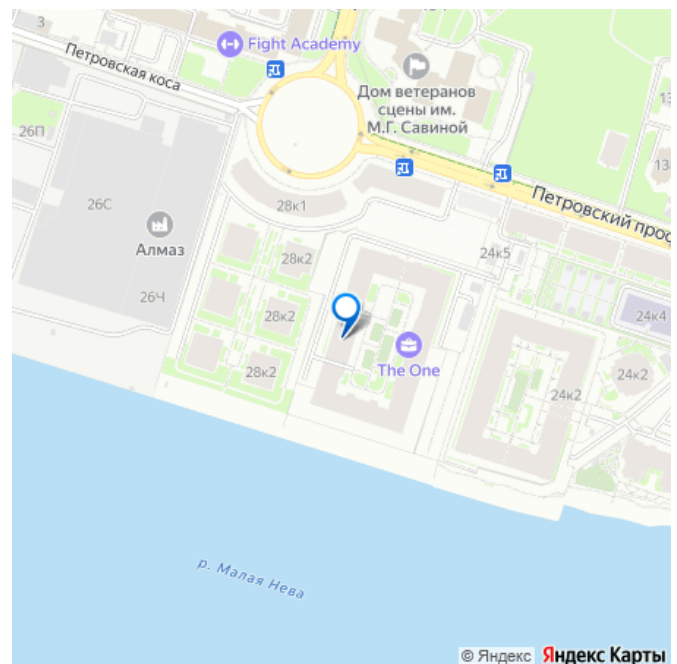 3
Fight Academy
Петровская коса
Дом ветеранов
сцены им.
М.Г. Савиной
26П
13
Петровский прос
26С
28к1
Алмаз
24к5
28к2
26Ч
28к2
24к4
The One
28к2
24к2
24к2
р. Малая Нева
© Яндекс Яндекс Карты